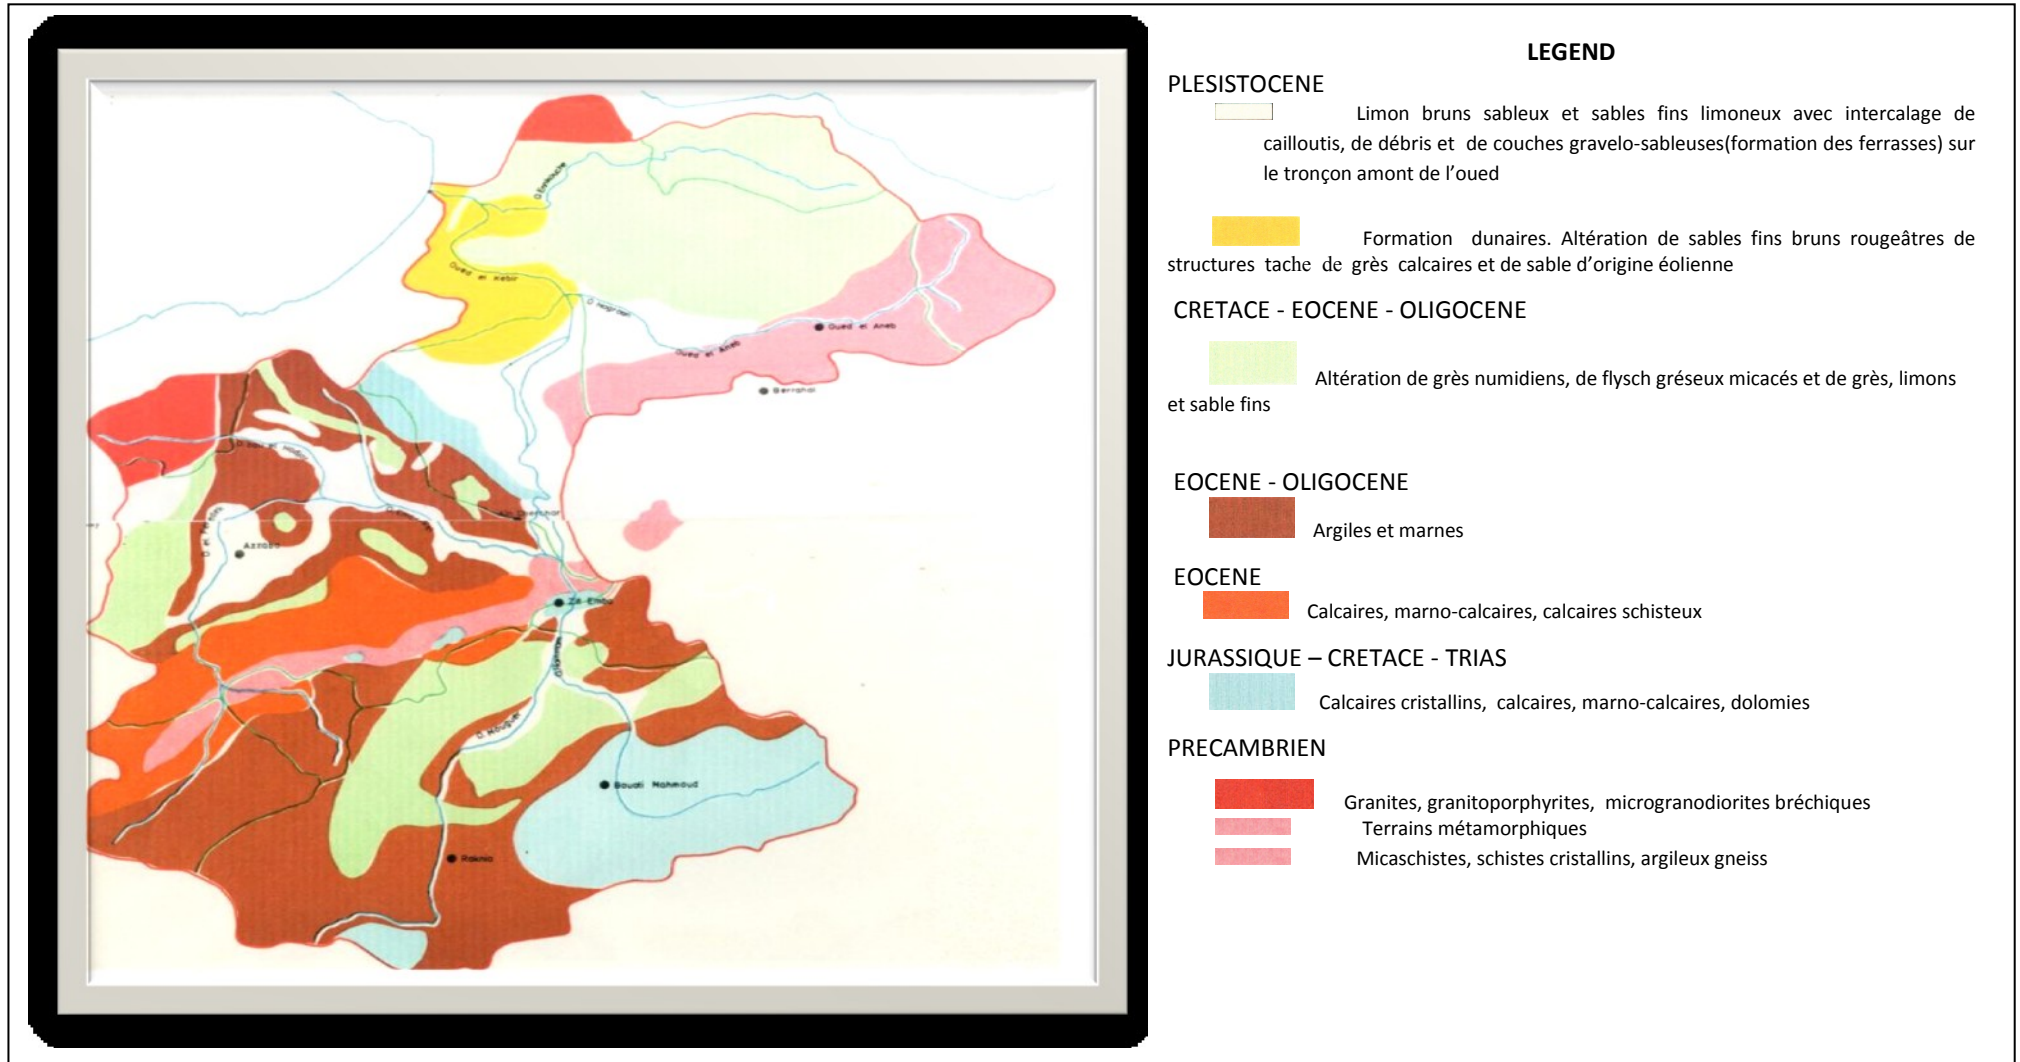 LEGEND
PLESISTOCENE
Limon bruns sableux et sables fins limoneux avec intercalage de
cailloutis, de débris et de couches gravelo-sableuses(formation des ferrasses) sur
le tronçon amont de l'oued
Formation dunaires. Altération de sables fins bruns rougeâtres de
structures tache de grès calcaires et de sable d'origine éolienne
CRETACE - EOCENE - OLIGOCENE
Altération de grès numidiens, de flysch gréseux micacés et de grès, limons
et sable fins
EOCENE - OLIGOCENE
Argiles et marnes
EOCENE
Calcaires, marno-calcaires, calcaires schisteux
JURASSIQUE – CRETACE - TRIAS
Calcaires cristallins, calcaires, marno-calcaires, dolomies
PRECAMBRIEN
Granites, granitoporphyrites, microgranodiorites bréchiques
Terrains métamorphiques
Micaschistes, schistes cristallins, argileux gneiss
Oued el Kebir
Oued el Aneb
Oued el Aneb
Berrahal
Azzaba
Zit Emba
Boudi Mahmoud
Roknia